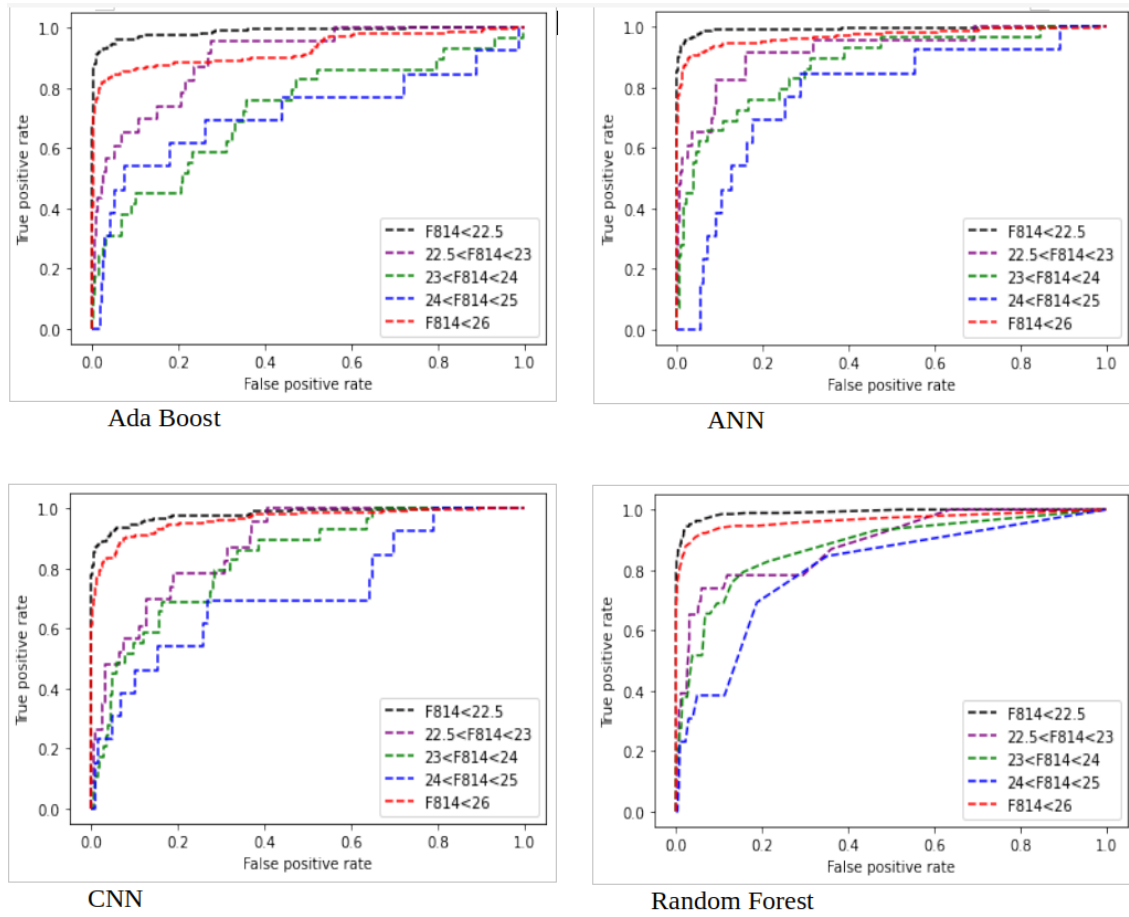 1.0
0.8
0.6
0.4
0.2
0.0
True positive rate
0.0 0.2 0.4 0.6 0.8 1.0
False positive rate
F814<22.5
22.5<F814<23
23<F814<24
24<F814<25
F814<26
Ada Boost
1.0
0.8
0.6
0.4
0.2
0.0
True positive rate
0.0 0.2 0.4 0.6 0.8 1.0
False positive rate
F814<22.5
22.5<F814<23
23<F814<24
24<F814<25
F814<26
ANN
1.0
0.8
0.6
0.4
0.2
0.0
True positive rate
0.0 0.2 0.4 0.6 0.8 1.0
False positive rate
F814<22.5
22.5<F814<23
23<F814<24
24<F814<25
F814<26
CNN
1.0
0.8
0.6
0.4
0.2
0.0
True positive rate
0.0 0.2 0.4 0.6 0.8 1.0
False positive rate
F814<22.5
22.5<F814<23
23<F814<24
24<F814<25
F814<26
Random Forest